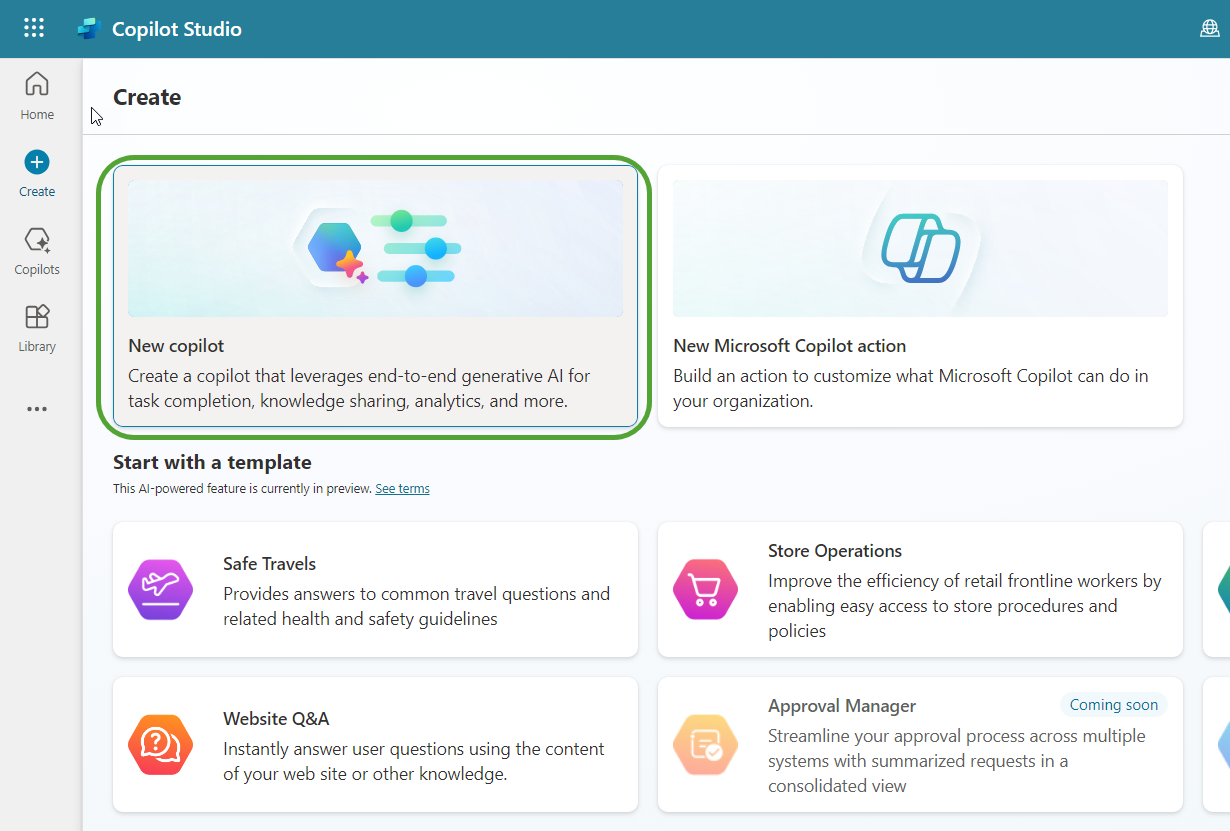 Copilot Studio
Home
Create
Copilots
Library
Create
New copilot
Create a copilot that leverages end-to-end generative AI for
task completion, knowledge sharing, analytics, and more.
New Microsoft Copilot action
Build an action to customize what Microsoft Copilot can do in
your organization.
Start with a template
This AI-powered feature is currently in preview. See terms
Safe Travels
Provides answers to common travel questions and
related health and safety guidelines
Store Operations
Improve the efficiency of retail frontline workers by
enabling easy access to store procedures and
policies
Website Q&A
Instantly answer user questions using the content
of your web site or other knowledge.
Approval Manager
Coming soon
Streamline your approval process across multiple
systems with summarized requests in a
consolidated view